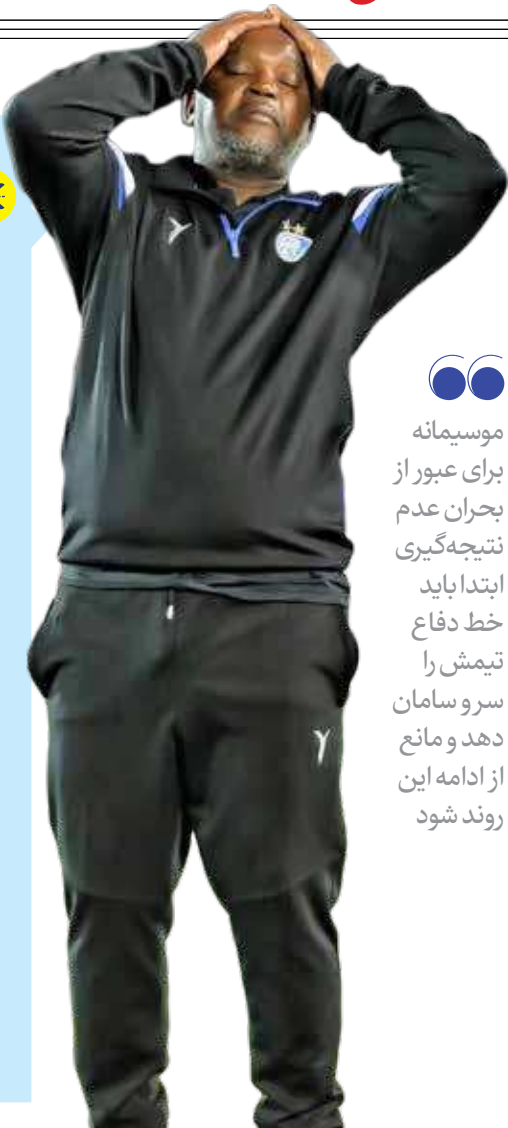 موسیمانه
برای عبور از
بحران عدم
نتیجه‌گیری
ابتدا باید
خط دفاع
تیمش را
سر و سامان
دهد و مانع
از ادامه این
روند شود